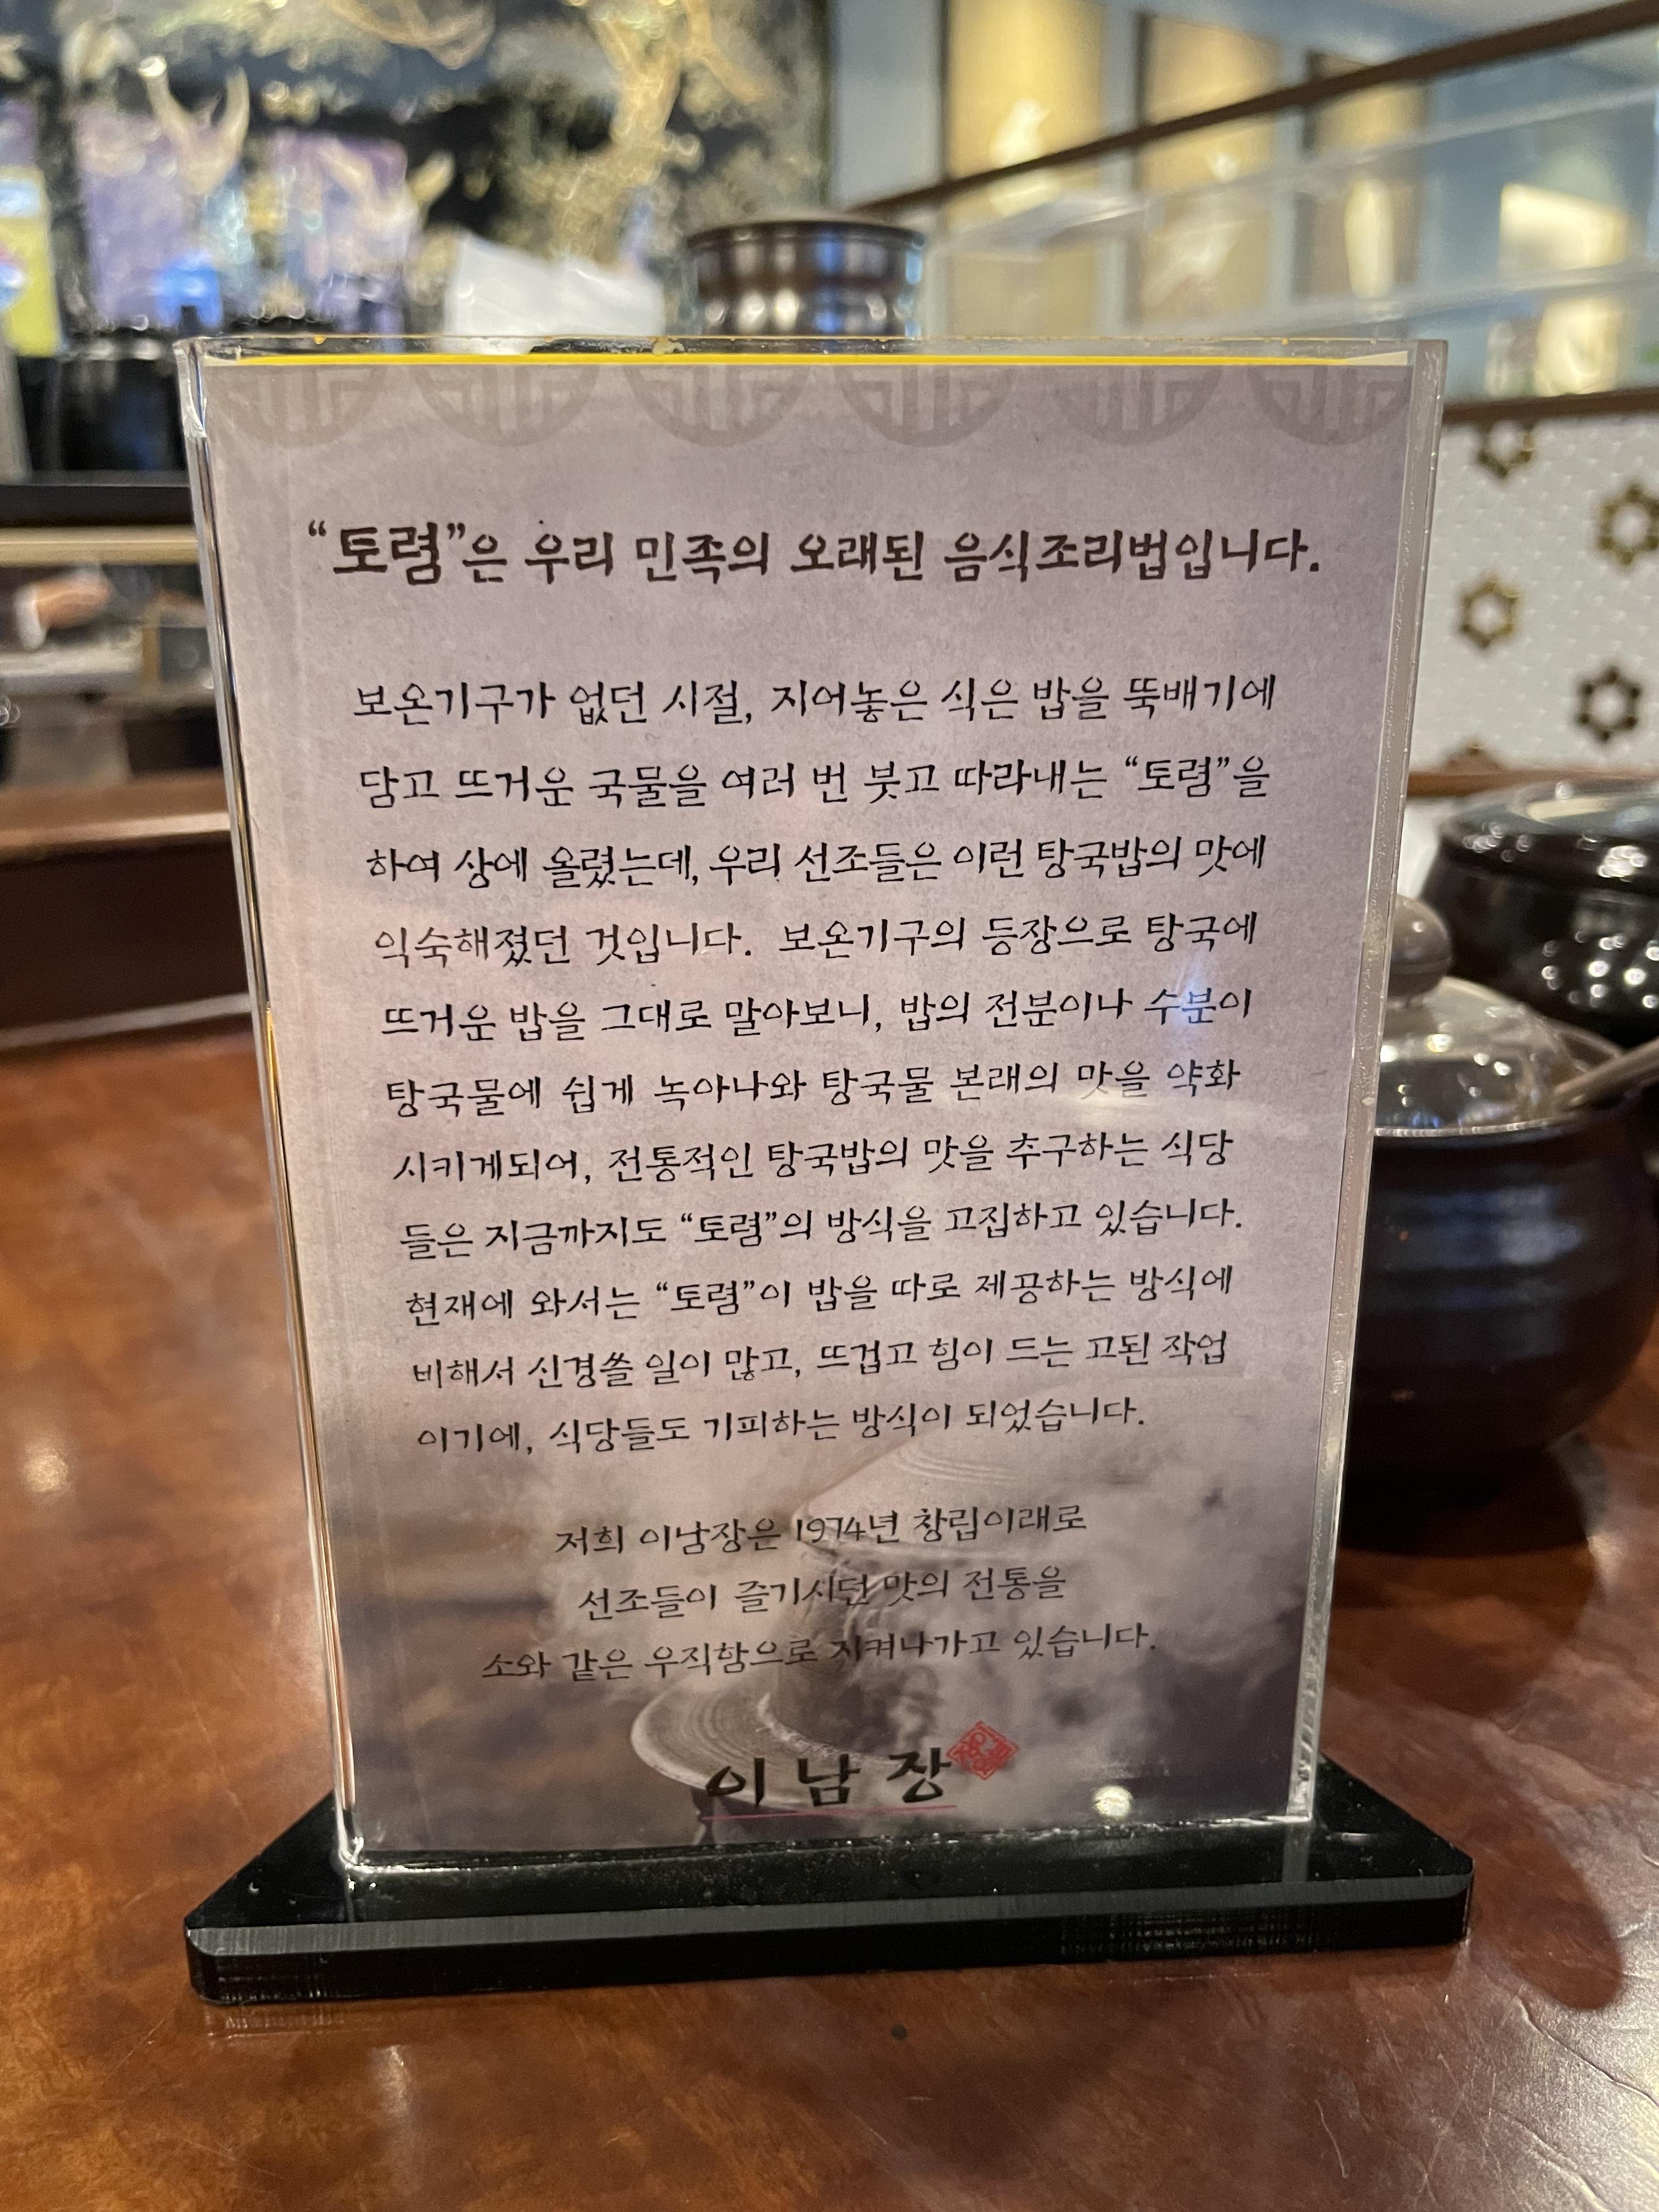 “토렴”은 우리 민족의 오래된 음식조리법입니다.
보온기구가 없던 시절, 지어놓은 식은 밥을 뚝배기에
담고 뜨거운 국물을 여러 번 붓고 따라내는 “토렴”을
하여 상에 올렸는데, 우리 선조들은 이런 탕국밥의 맛에
익숙해졌던 것입니다. 보온기구의 등장으로 탕국에
뜨거운 밥을 그대로 말아보니, 밥의 전분이나 수분이
탕국물에 쉽게 녹아나와 탕국물 본래의 맛을 약화
시키게되어, 전통적인 탕국밥의 맛을 추구하는 식당
들은 지금까지도 “토렴”의 방식을 고집하고 있습니다.
현재에 와서는 “토렴”이 밥을 따로 제공하는 방식에
비해서 신경쓸 일이 많고, 뜨겁고 힘이 드는 고된 작업
이기에, 식당들도 기피하는 방식이 되었습니다.
저희 이남장은 1974년 창립이래로
선조들이 즐기시던 맛의 전통을
소와 같은 우직함으로 지켜나가고 있습니다.
이남장